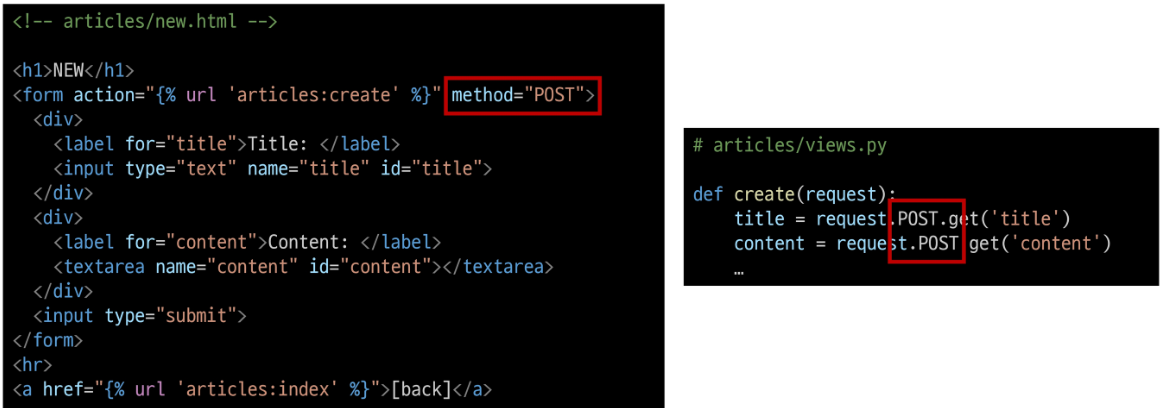 <!-- articles/new.html -->
<h1>NEW</h1>
<form action="{% url 'articles:create' %}" method="POST">
  <div>
    <label for="title">Title: </label>
    <input type="text" name="title" id="title">
  </div>
  <div>
    <label for="content">Content: </label>
    <textarea name="content" id="content"></textarea>
  </div>
  <input type="submit">
</form>
<hr>
<a href="{% url 'articles:index' %}">[back]</a>
# articles/views.py
def create(request):
    title = request.POST.get('title')
    content = request.POST.get('content')
    …